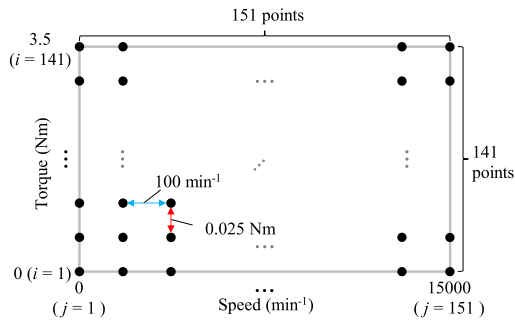 151 points
3.5
(i = 141)
Torque (Nm)
...
...
...
...
141
points
100 min⁻¹
0.025 Nm
...
0 (i = 1)
0
...
15000
(j = 1)
Speed (min⁻¹)
(j = 151)